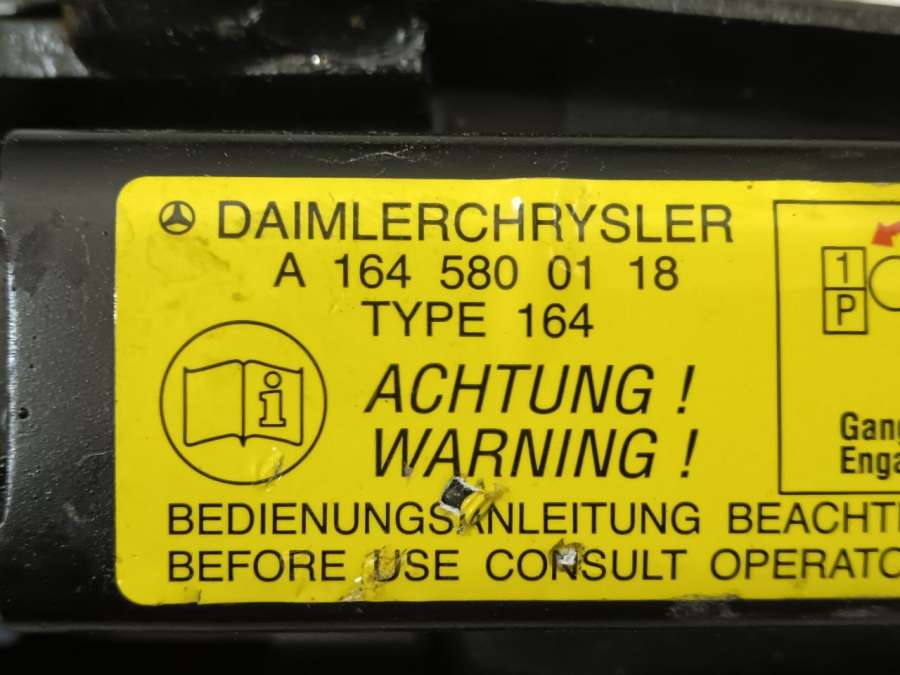 DAIMLERCHRYSLER
A 164 580 01 18
TYPE 164
ACHTUNG !
WARNING !
BEDIENUNGSANLEITUNG
BEFORE USE CONSULT
1
P
i